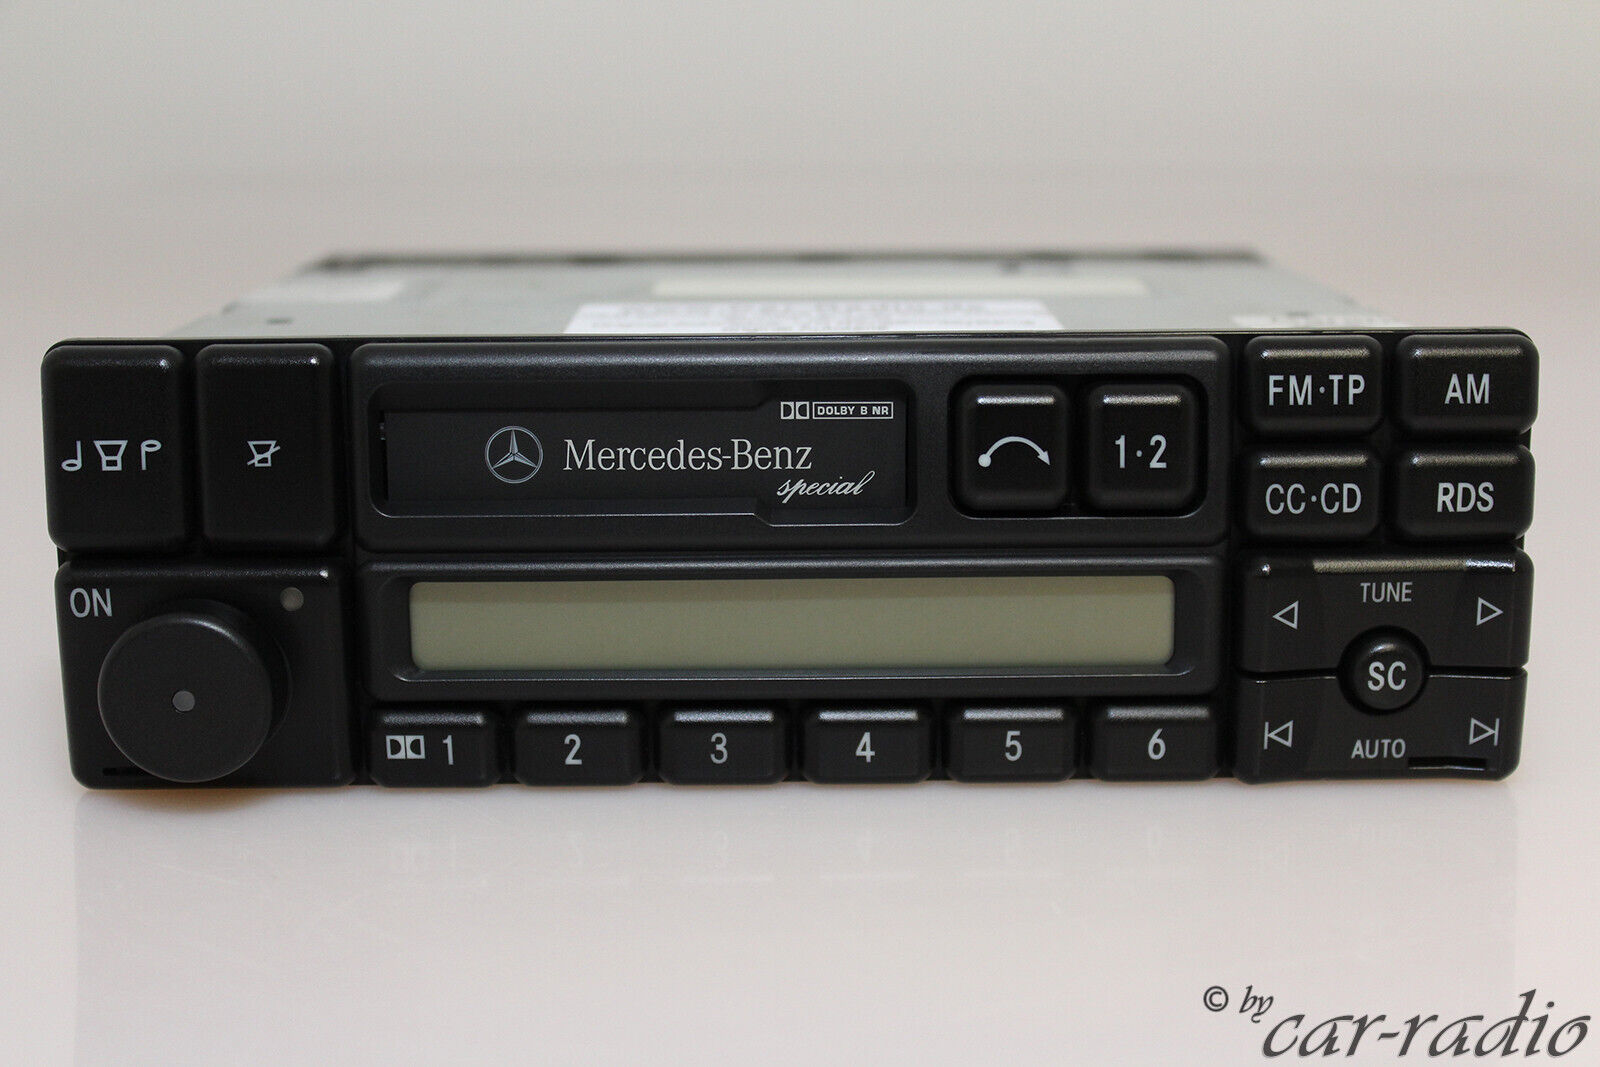 DOLBY B NR
Mercedes-Benz
special
1·2
FM·TP
AM
CC·CD
RDS
ON
TUNE
SC
AUTO
1
2
3
4
5
6
© by
car-radio